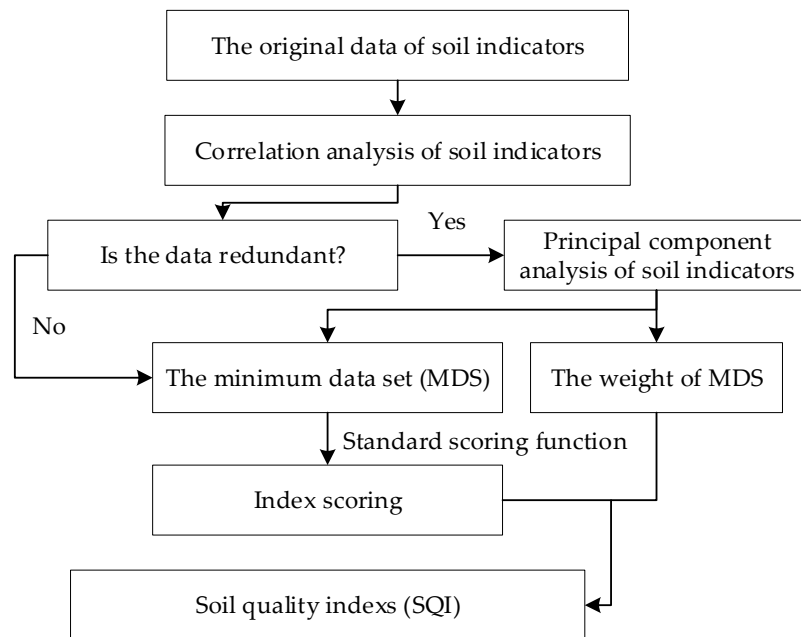 The original data of soil indicators
Correlation analysis of soil indicators
Yes
Is the data redundant?
Principal component
analysis of soil indicators
No
The minimum data set (MDS)
The weight of MDS
Standard scoring function
Index scoring
Soil quality indexs (SQI)